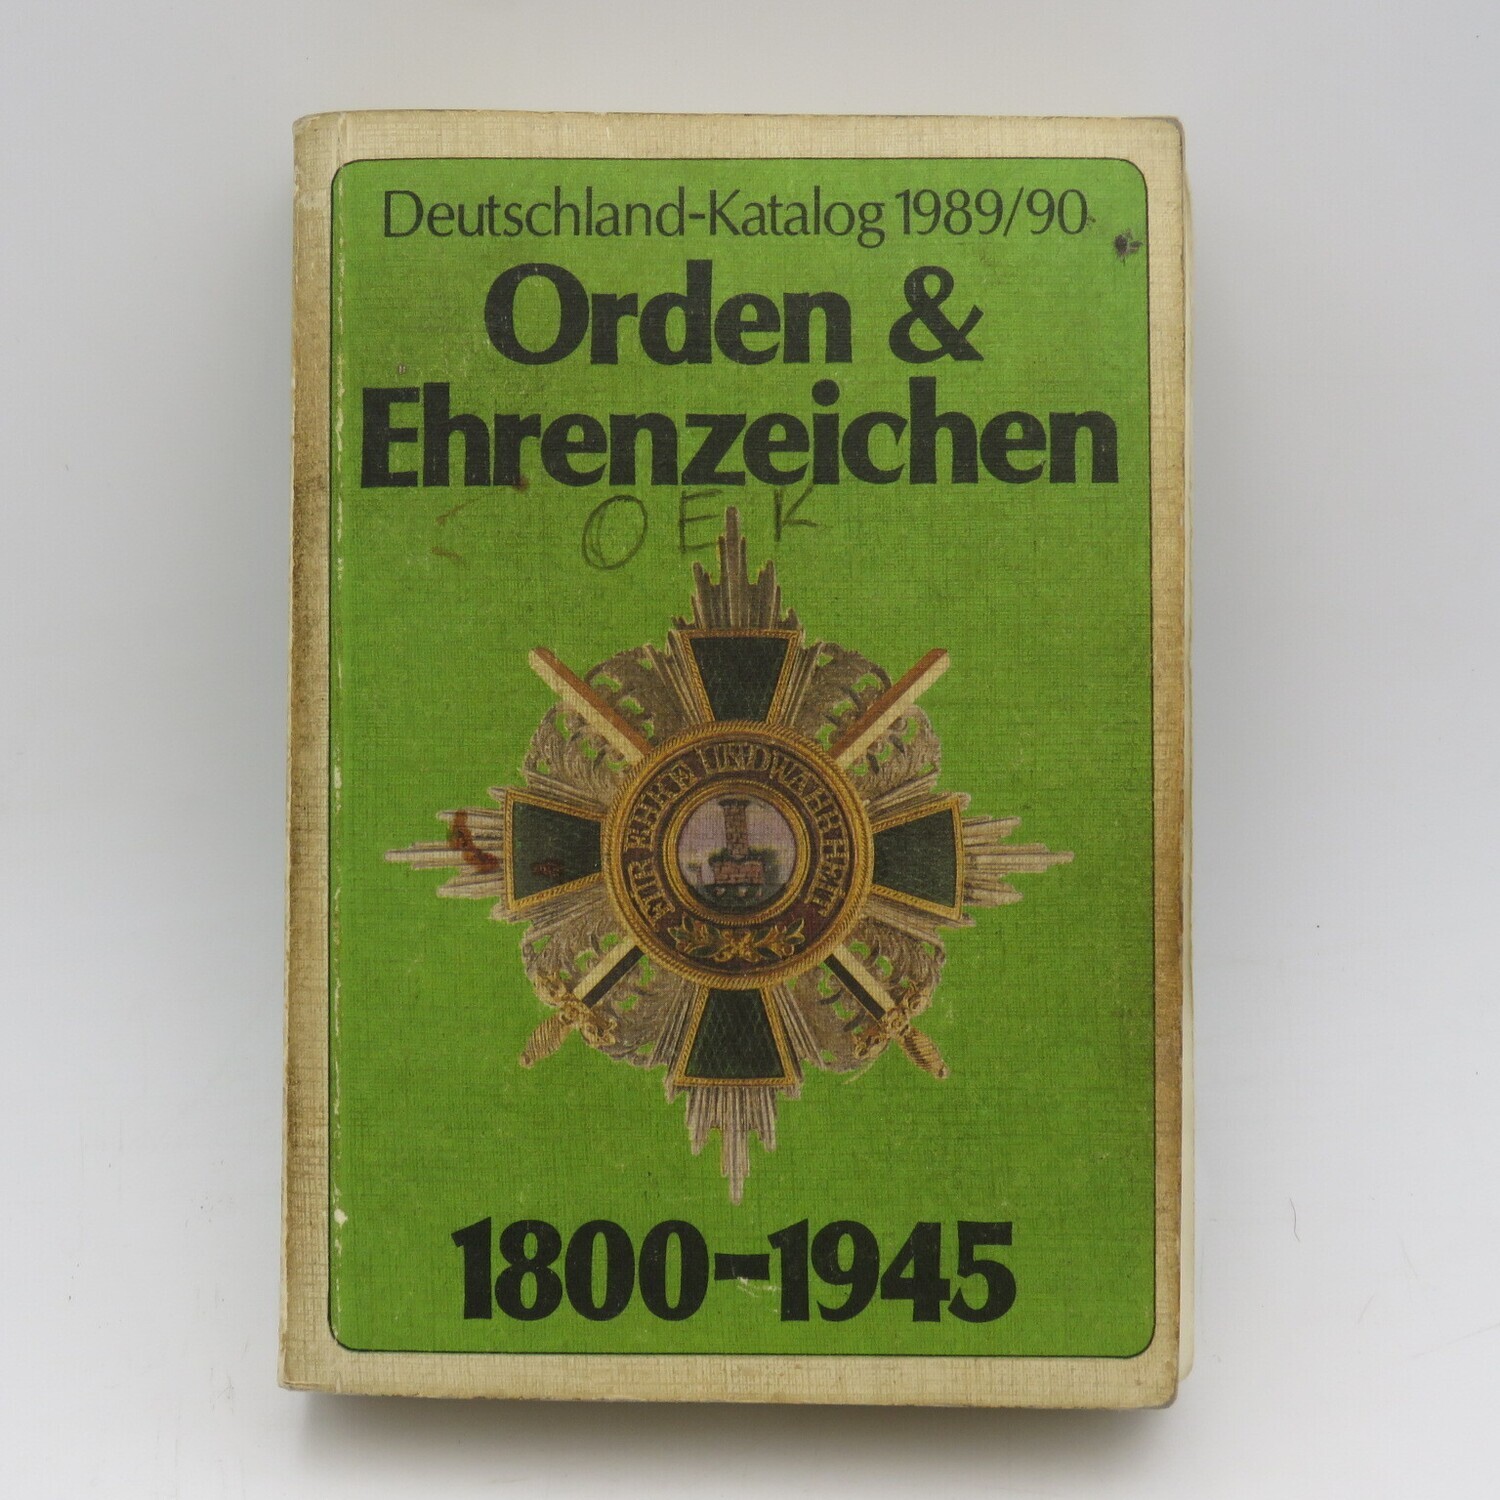 Deutschland-Katalog 1989/90
Orden &
Ehrenzeichen
OEK
FÜR EHRE UND WAHRHEIT
1800-1945